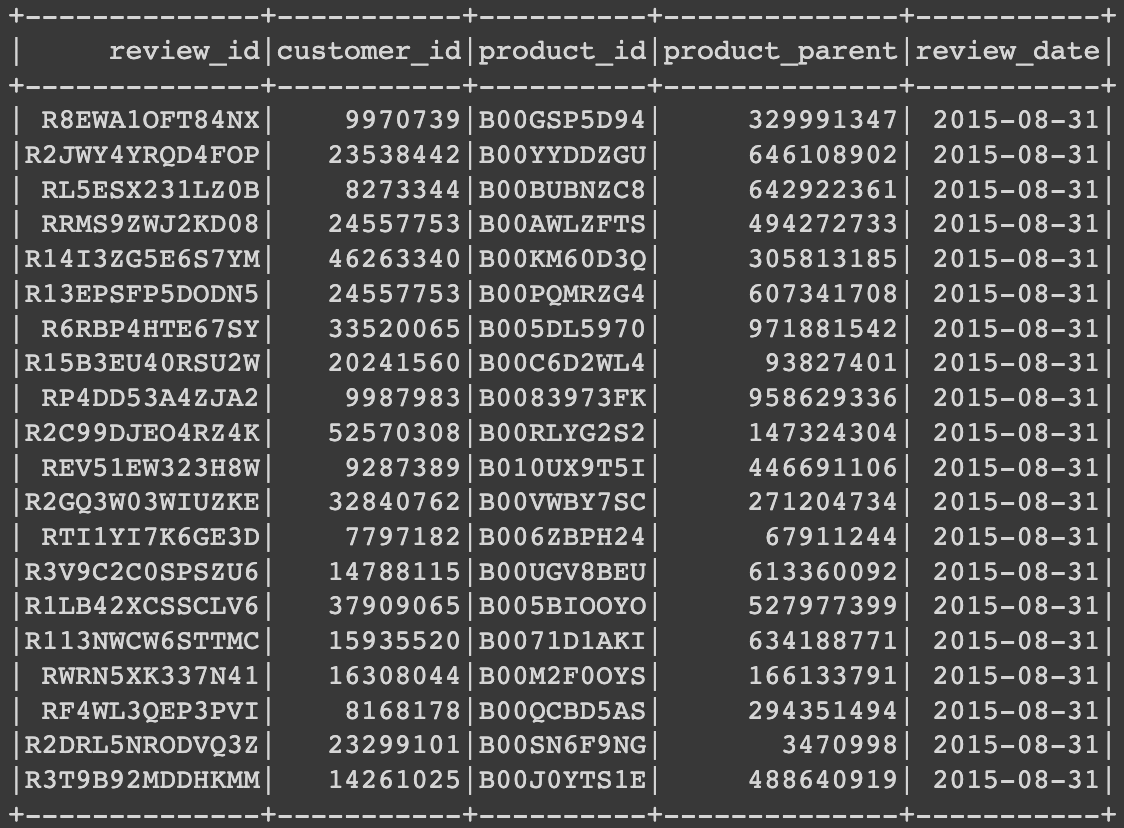 +--------------+-----------+----------+--------------+-----------+
|     review_id|customer_id|product_id|product_parent|review_date|
+--------------+-----------+----------+--------------+-----------+
| R8EWA1OFT84NX|    9970739|B00GSP5D94|     329991347| 2015-08-31|
|R2JWY4YRQD4FOP|   23538442|B00YYDDZGU|     646108902| 2015-08-31|
| RL5ESX231LZ0B|    8273344|B00BUBNZC8|     642922361| 2015-08-31|
| RRMS9ZWJ2KD08|   24557753|B00AWLZFTS|     494272733| 2015-08-31|
|R14I3ZG5E6S7YM|   46263340|B00KM60D3Q|     305813185| 2015-08-31|
|R13EPSFP5DODN5|   24557753|B00PQMRZG4|     607341708| 2015-08-31|
| R6RBP4HTE67SY|   33520065|B005DL5970|     971881542| 2015-08-31|
|R15B3EU40RSU2W|   20241560|B00C6D2WL4|      93827401| 2015-08-31|
| RP4DD53A4ZJA2|    9987983|B0083973FK|     958629336| 2015-08-31|
|R2C99DJEO4RZ4K|   52570308|B00RLYG2S2|     147324304| 2015-08-31|
| REV51EW323H8W|    9287389|B010UX9T5I|     446691106| 2015-08-31|
|R2GQ3W03WIUZKE|   32840762|B00VWBY7SC|     271204734| 2015-08-31|
| RTI1YI7K6GE3D|    7797182|B006ZBPH24|      67911244| 2015-08-31|
|R3V9C2C0SPSZU6|   14788115|B00UGV8BEU|     613360092| 2015-08-31|
|R1LB42XCSSCLV6|   37909065|B005BIOOYO|     527977399| 2015-08-31|
|R113NWCW6STTMC|   15935520|B0071D1AKI|     634188771| 2015-08-31|
| RWRN5XK337N41|   16308044|B00M2F0OYS|     166133791| 2015-08-31|
| RF4WL3QEP3PVI|    8168178|B00QCBD5AS|     294351494| 2015-08-31|
|R2DRL5NRODVQ3Z|   23299101|B00SN6F9NG|       3470998| 2015-08-31|
|R3T9B92MDDHKMM|   14261025|B00J0YTS1E|     488640919| 2015-08-31|
+--------------+-----------+----------+--------------+-----------+